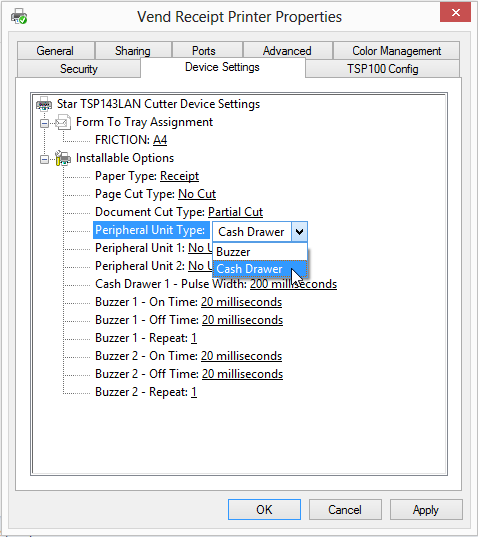 Vend Receipt Printer Properties
General Sharing Ports Advanced Color Management
Security Device Settings TSP100 Config
Star TSP143LAN Cutter Device Settings
Form To Tray Assignment
FRICTION: A4
Installable Options
Paper Type: Receipt
Page Cut Type: No Cut
Document Cut Type: Partial Cut
Peripheral Unit Type: Cash Drawer
Buzzer
Peripheral Unit 1: No
Cash Drawer
Peripheral Unit 2: No
Cash Drawer 1 - Pulse Width: 200 milliseconds
Buzzer 1 - On Time: 20 milliseconds
Buzzer 1 - Off Time: 20 milliseconds
Buzzer 1 - Repeat: 1
Buzzer 2 - On Time: 20 milliseconds
Buzzer 2 - Off Time: 20 milliseconds
Buzzer 2 - Repeat: 1
OK Cancel Apply